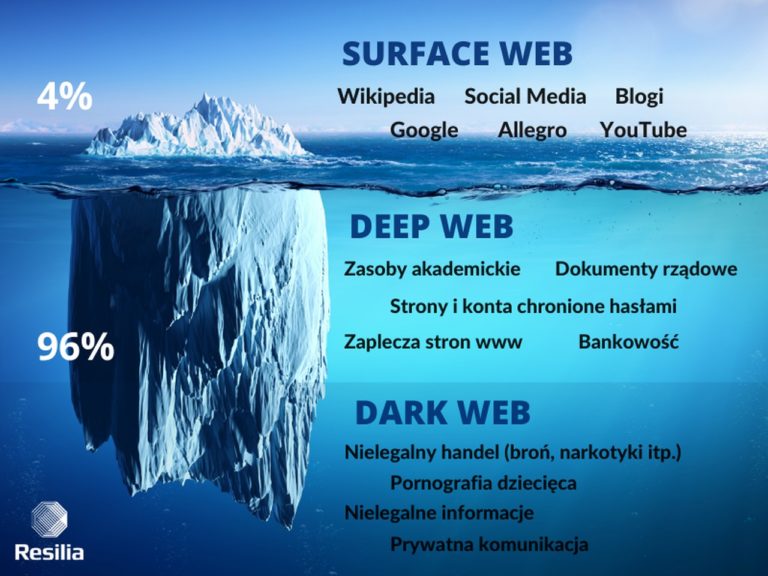 SURFACE WEB
4%
Wikipedia Social Media Blogi
Google Allegro YouTube
DEEP WEB
Zasoby akademickie Dokumenty rządowe
Strony i konta chronione hasłami
96%
Zaplecza stron www Bankowość
DARK WEB
Nielegalny handel (broń, narkotyki itp.)
Pornografia dziecięca
Nielegalne informacje
Prywatna komunikacja
Resilia